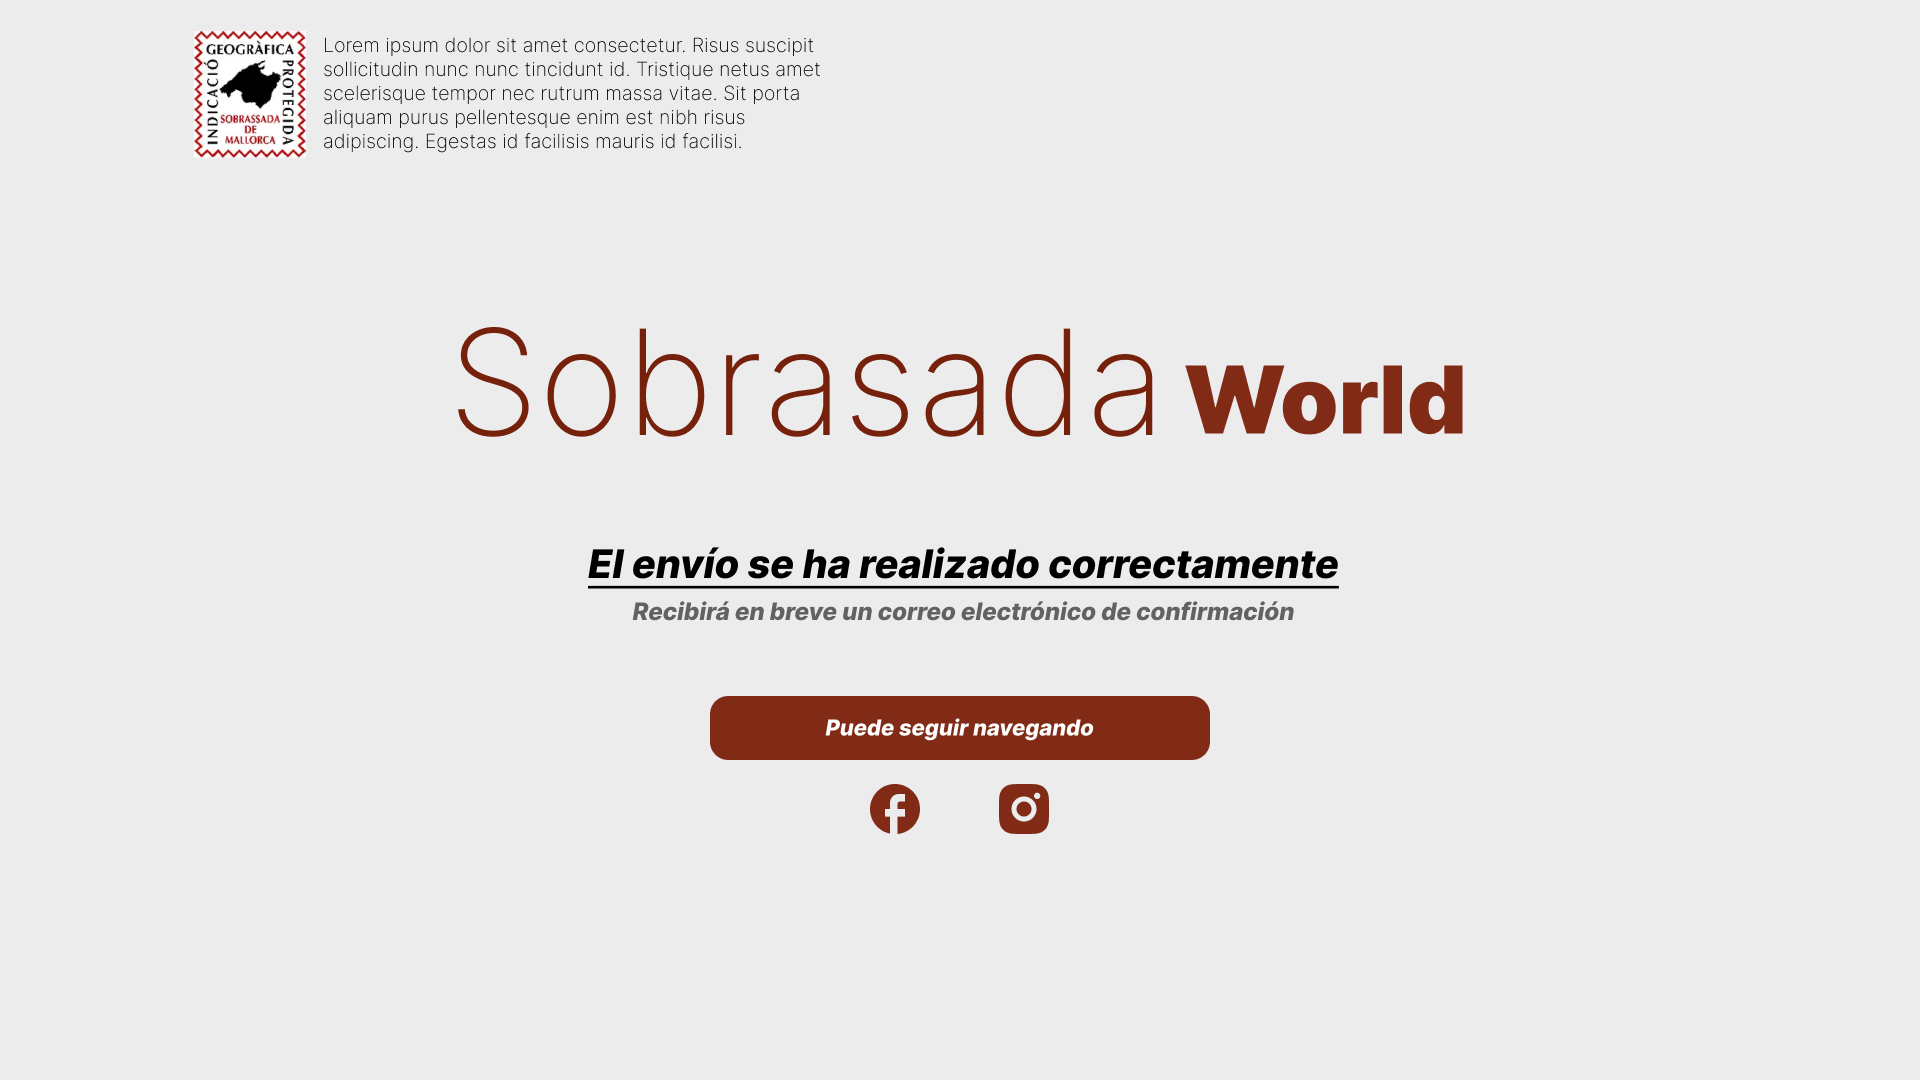 GEOGRÀFICA
INDICACIÓ
PROTEGIDA
SOBRASSADA
DE
MALLORCA
Lorem ipsum dolor sit amet consectetur. Risus suscipit
sollicitudin nunc nunc tincidunt id. Tristique netus amet
scelerisque tempor nec rutrum massa vitae. Sit porta
aliquam purus pellentesque enim est nibh risus
adipiscing. Egestas id facilisis mauris id facilisi.
Sobrasada World
El envío se ha realizado correctamente
Recibirá en breve un correo electrónico de confirmación
Puede seguir navegando